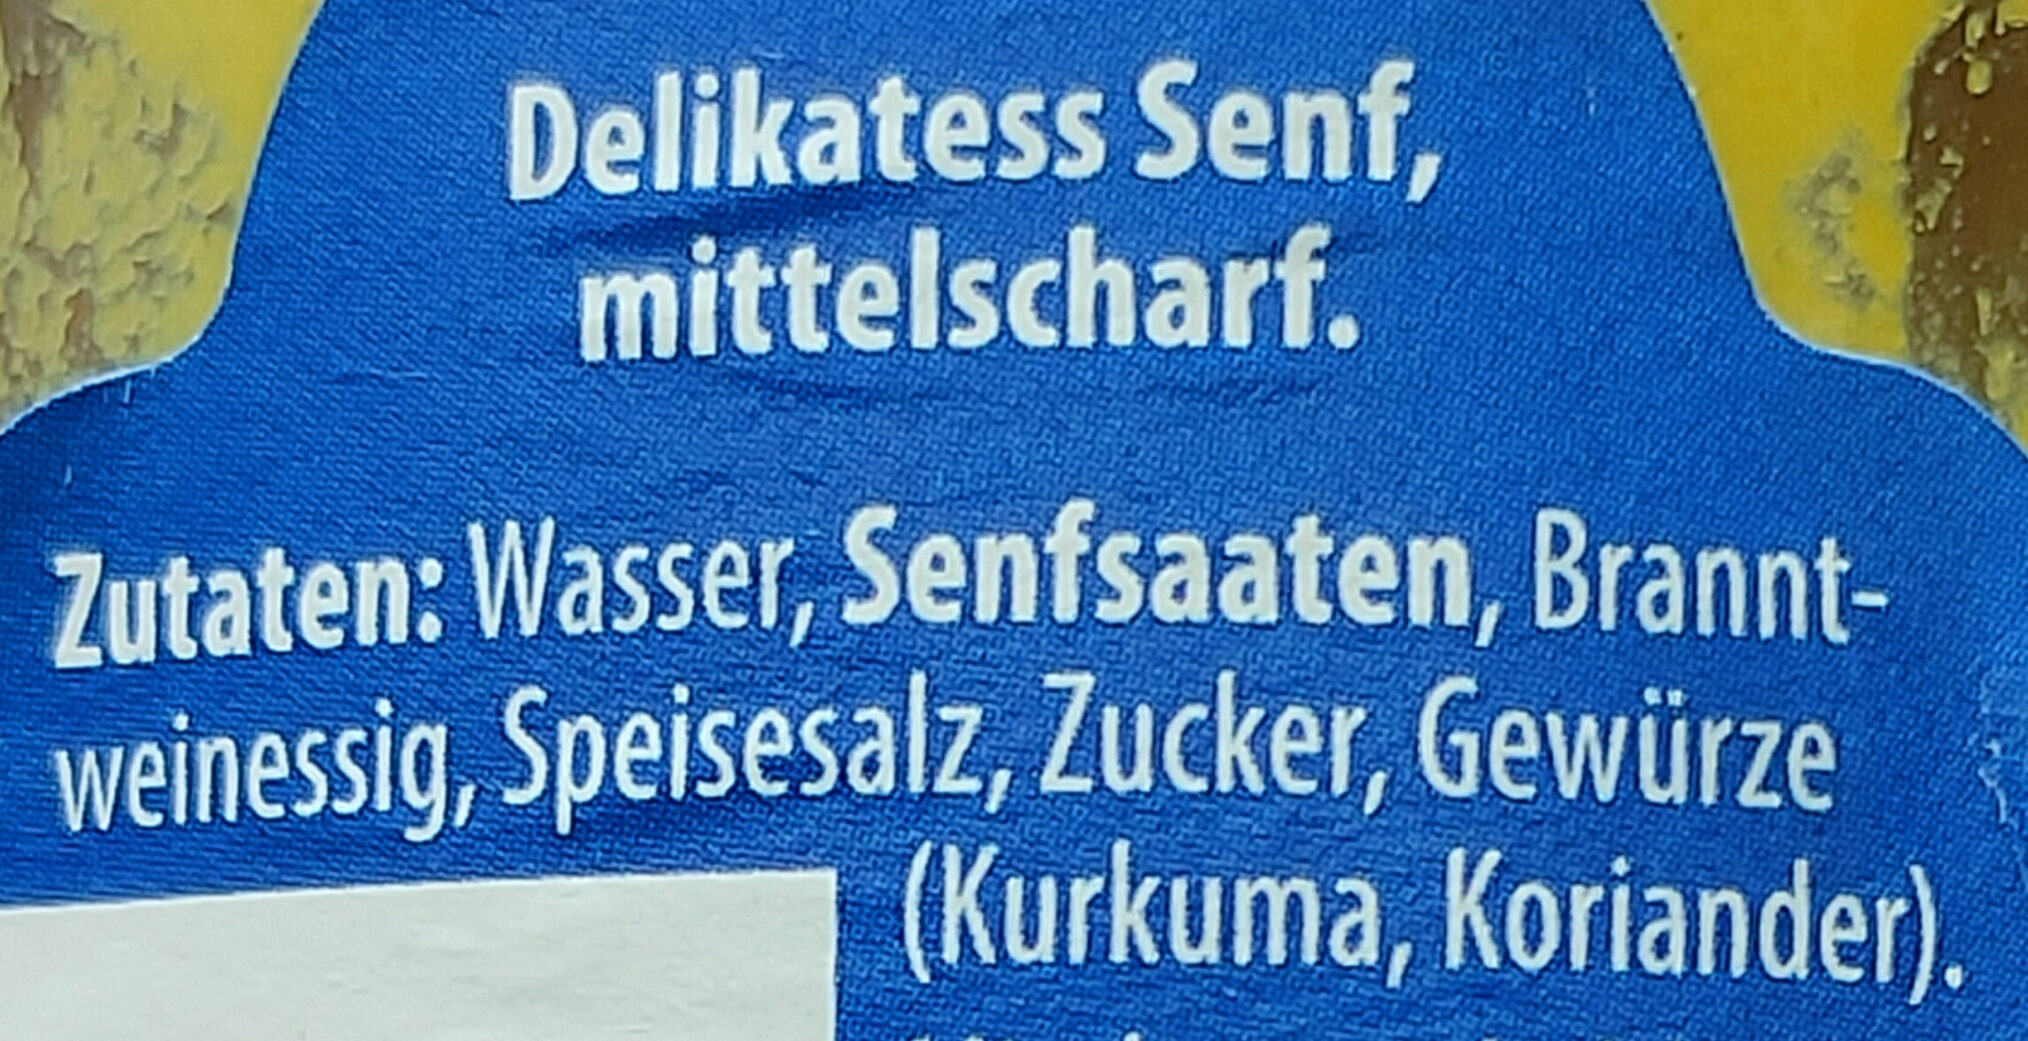 Delikatess Senf,
mittelscharf.
Zutaten: Wasser, Senfsaaten, Brannt-
weinessig, Speisesalz, Zucker, Gewürze
(Kurkuma, Koriander).